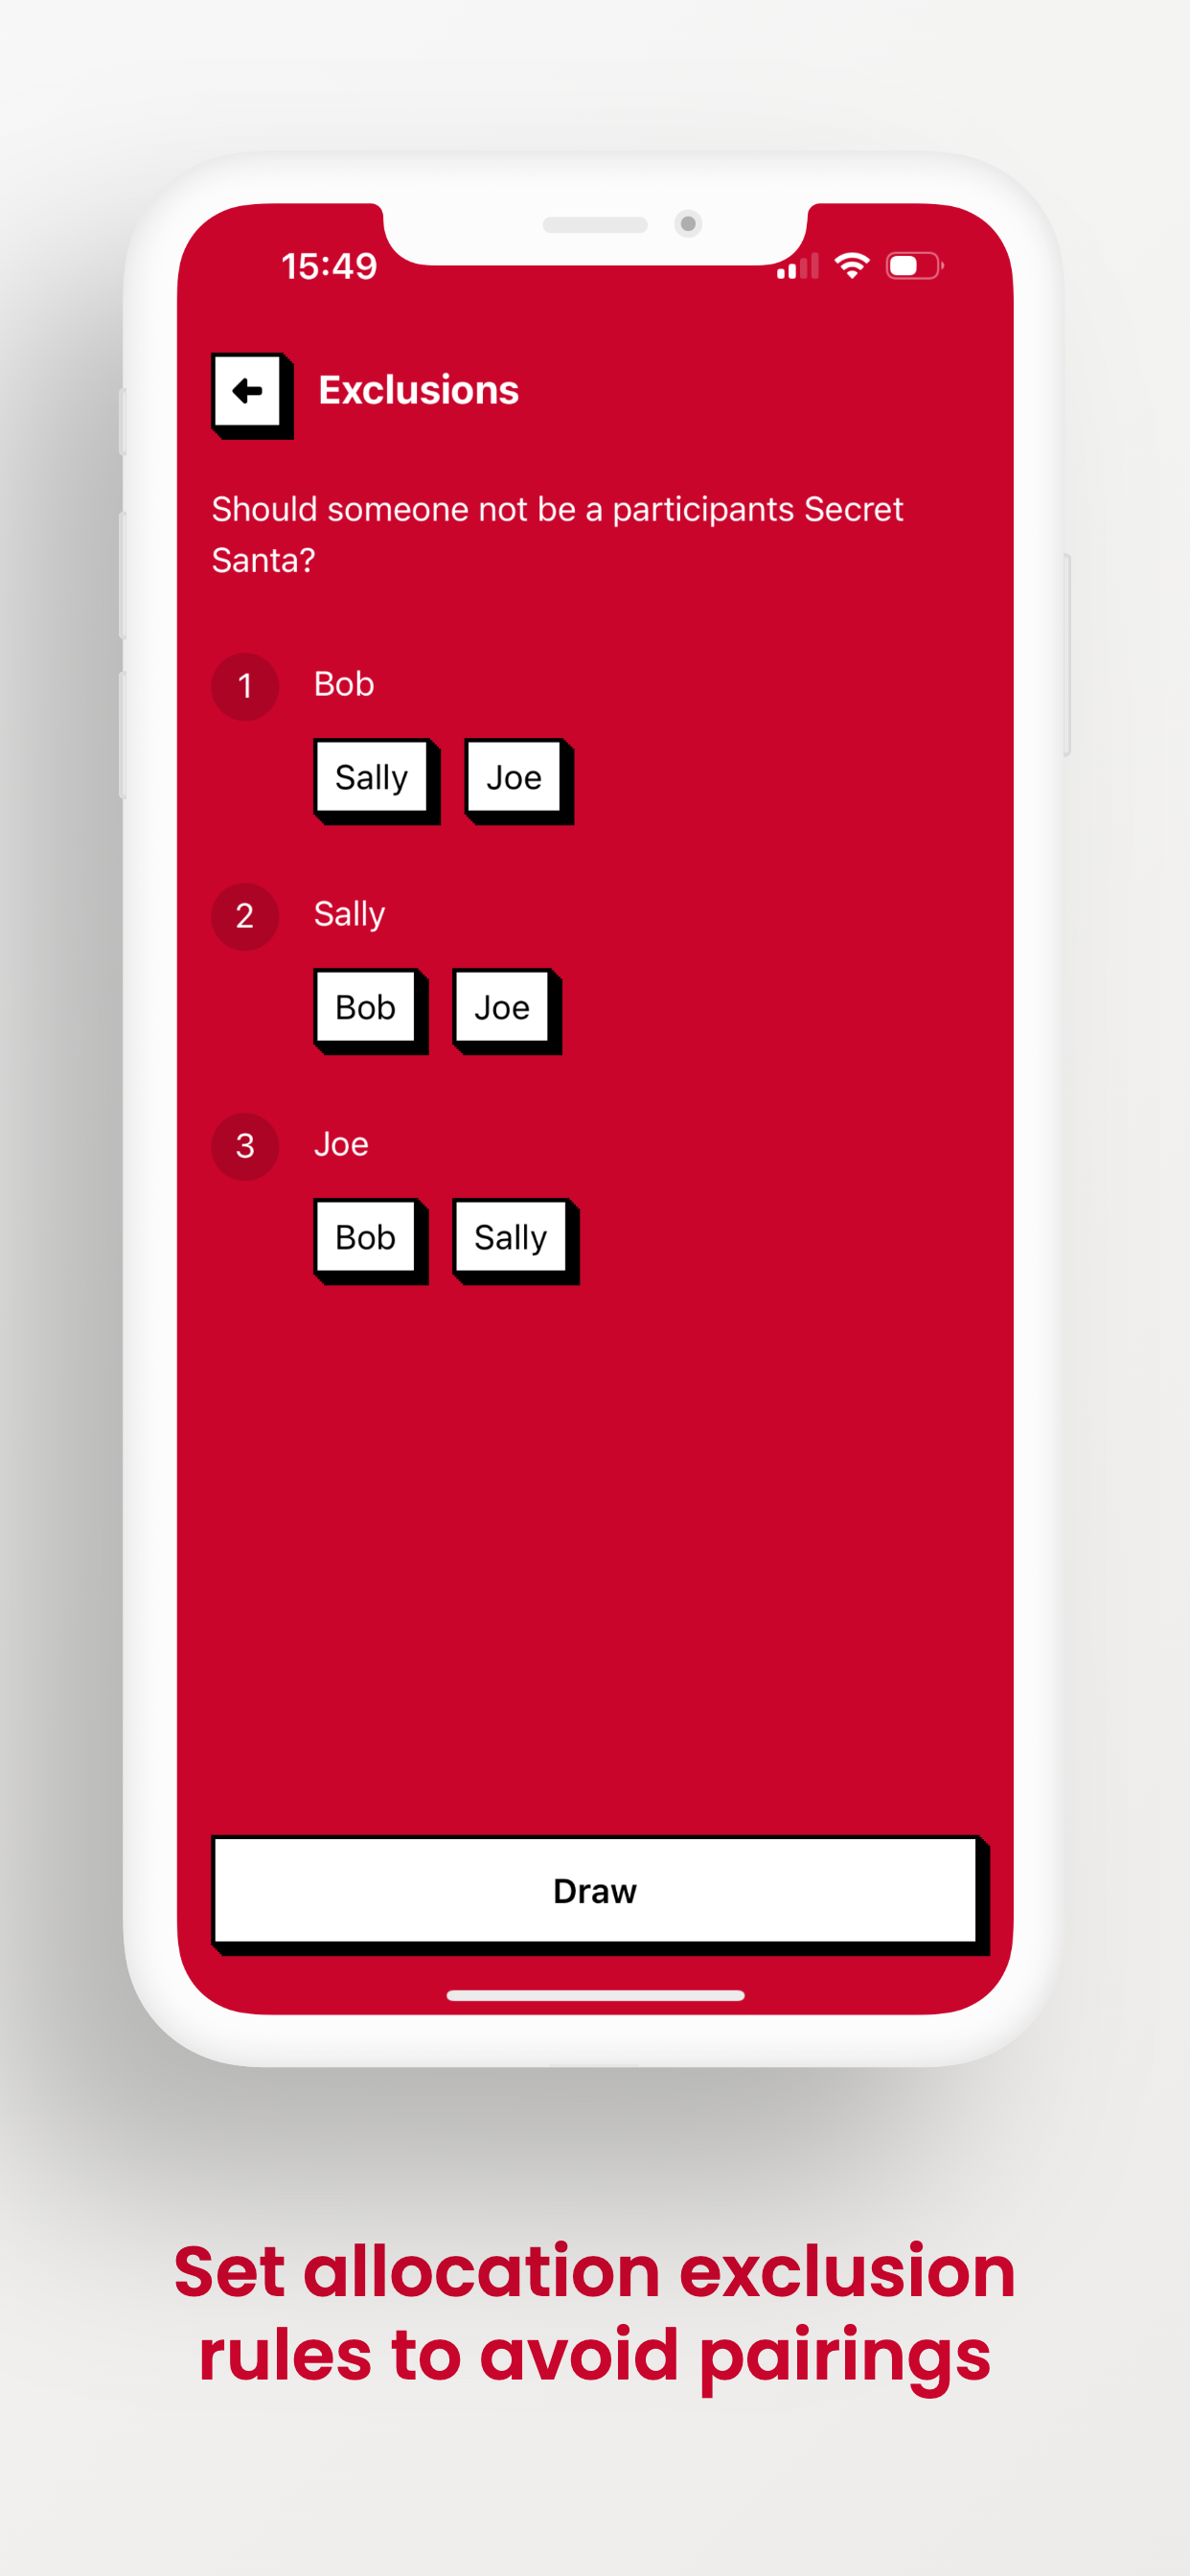 15:49
Exclusions
Should someone not be a participants Secret
Santa?
1 Bob
Sally Joe
2 Sally
Bob Joe
3 Joe
Bob Sally
Draw
Set allocation exclusion
rules to avoid pairings